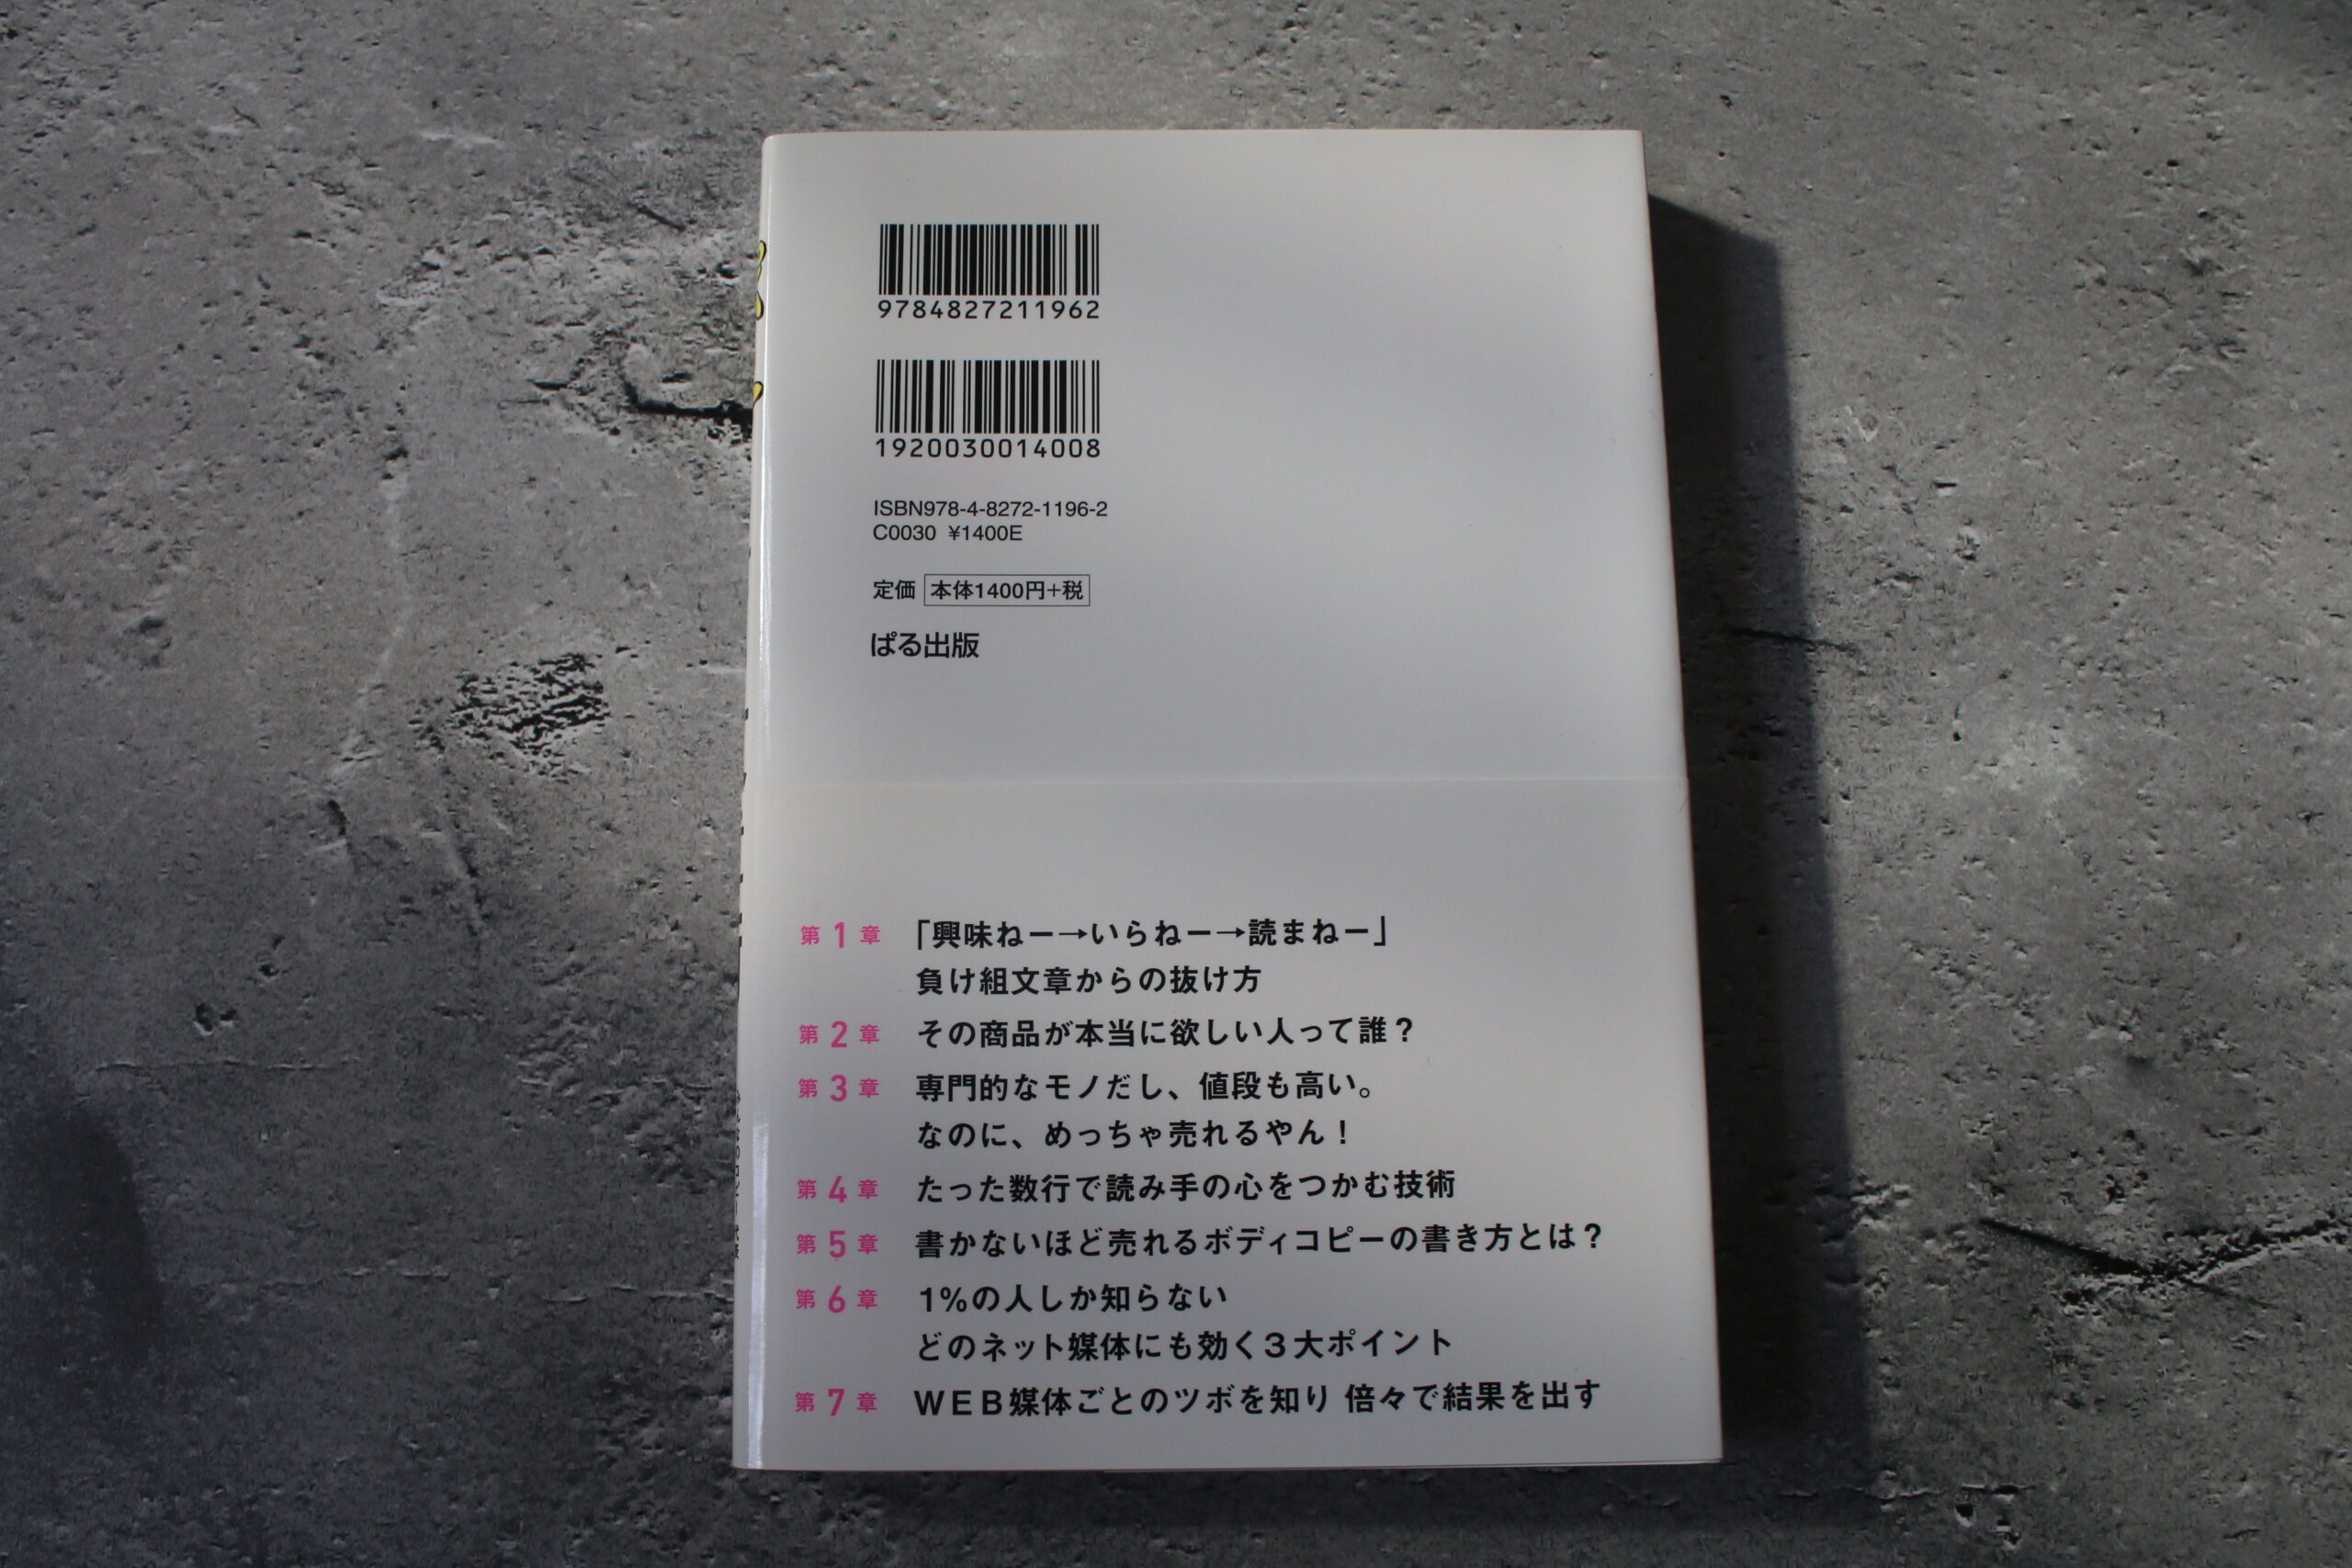 9784827211962
1920030014008
ISBN978-4-8272-1196-2
C0030 ¥1400E
定価 本体1400円+税
ぱる出版
第1章 「興味ねー→いらねー→読まねー」
負け組文章からの抜け方
第2章 その商品が本当に欲しい人って誰？
第3章 専門的なモノだし、値段も高い。
なのに、めっちゃ売れるやん！
第4章 たった数行で読み手の心をつかむ技術
第5章 書かないほど売れるボディコピーの書き方とは？
第6章 1%の人しか知らない
どのネット媒体にも効く３大ポイント
第7章 ＷＥＢ媒体ごとのツボを知り 倍々で結果を出す